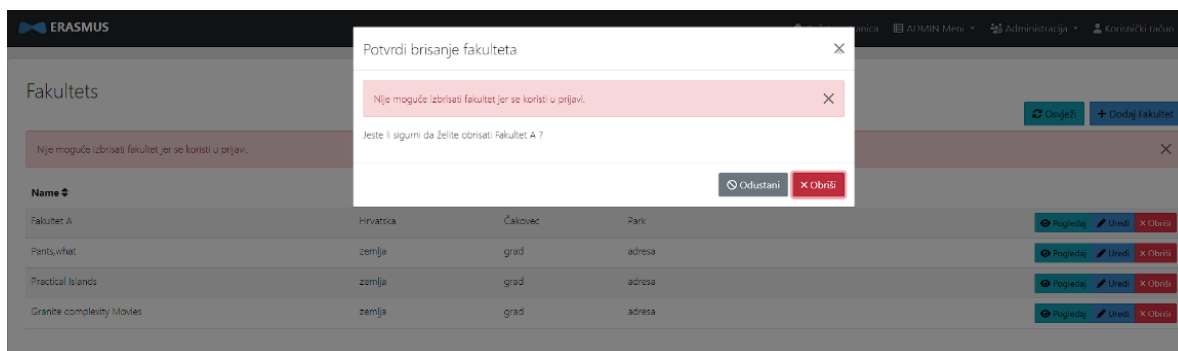 ERASMUS
anica ADMIN Meni Administracija Korisnički račun
Potvrdi brisanje fakulteta
Nije moguće izbrisati fakultet jer se koristi u prijavi.
Jeste li sigurni da želite obrisati Fakultet A ?
Odustani Obriši
Fakultets
Osvježi Dodaj Fakultet
Nije moguće izbrisati fakultet jer se koristi u prijavi.
Name
Fakultet A Hrvatska Čakovec Park Pogledaj Uredi Obriši
Pants,what zemlja grad adresa Pogledaj Uredi Obriši
Practical Islands zemlja grad adresa Pogledaj Uredi Obriši
Granite complexity Movies zemlja grad adresa Pogledaj Uredi Obriši